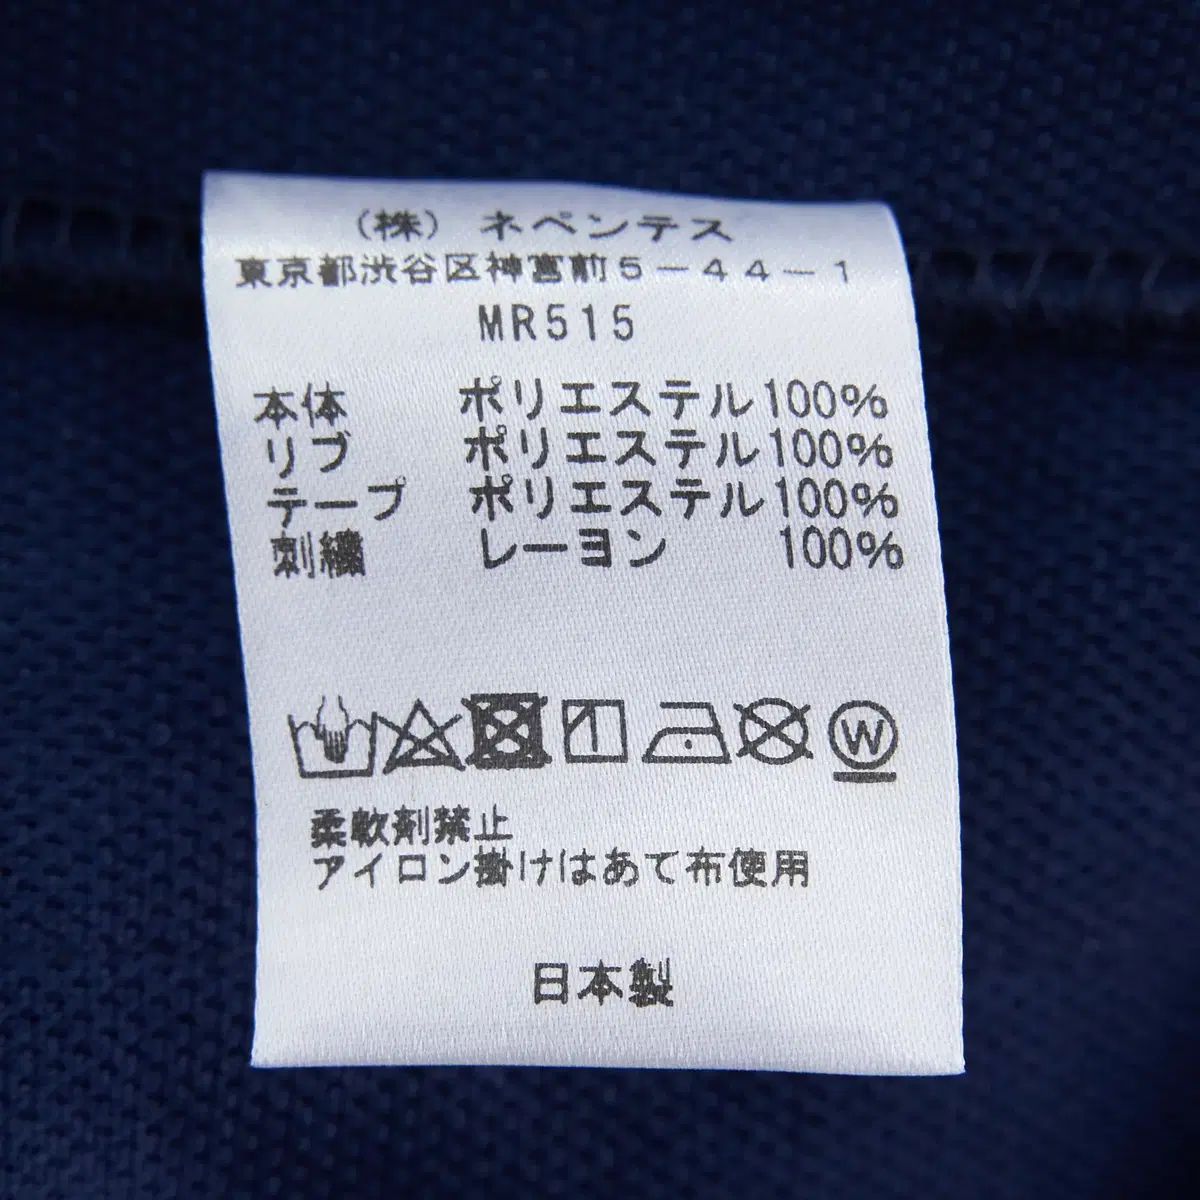 （株）ネペンテス
東京都渋谷区神宮前５－４４－１
MR515
本体 ポリエステル100%
リブ ポリエステル100%
テープ ポリエステル100%
刺繍 レーヨン 100%
W
柔軟剤禁止
アイロン掛けはあて布使用
日本製